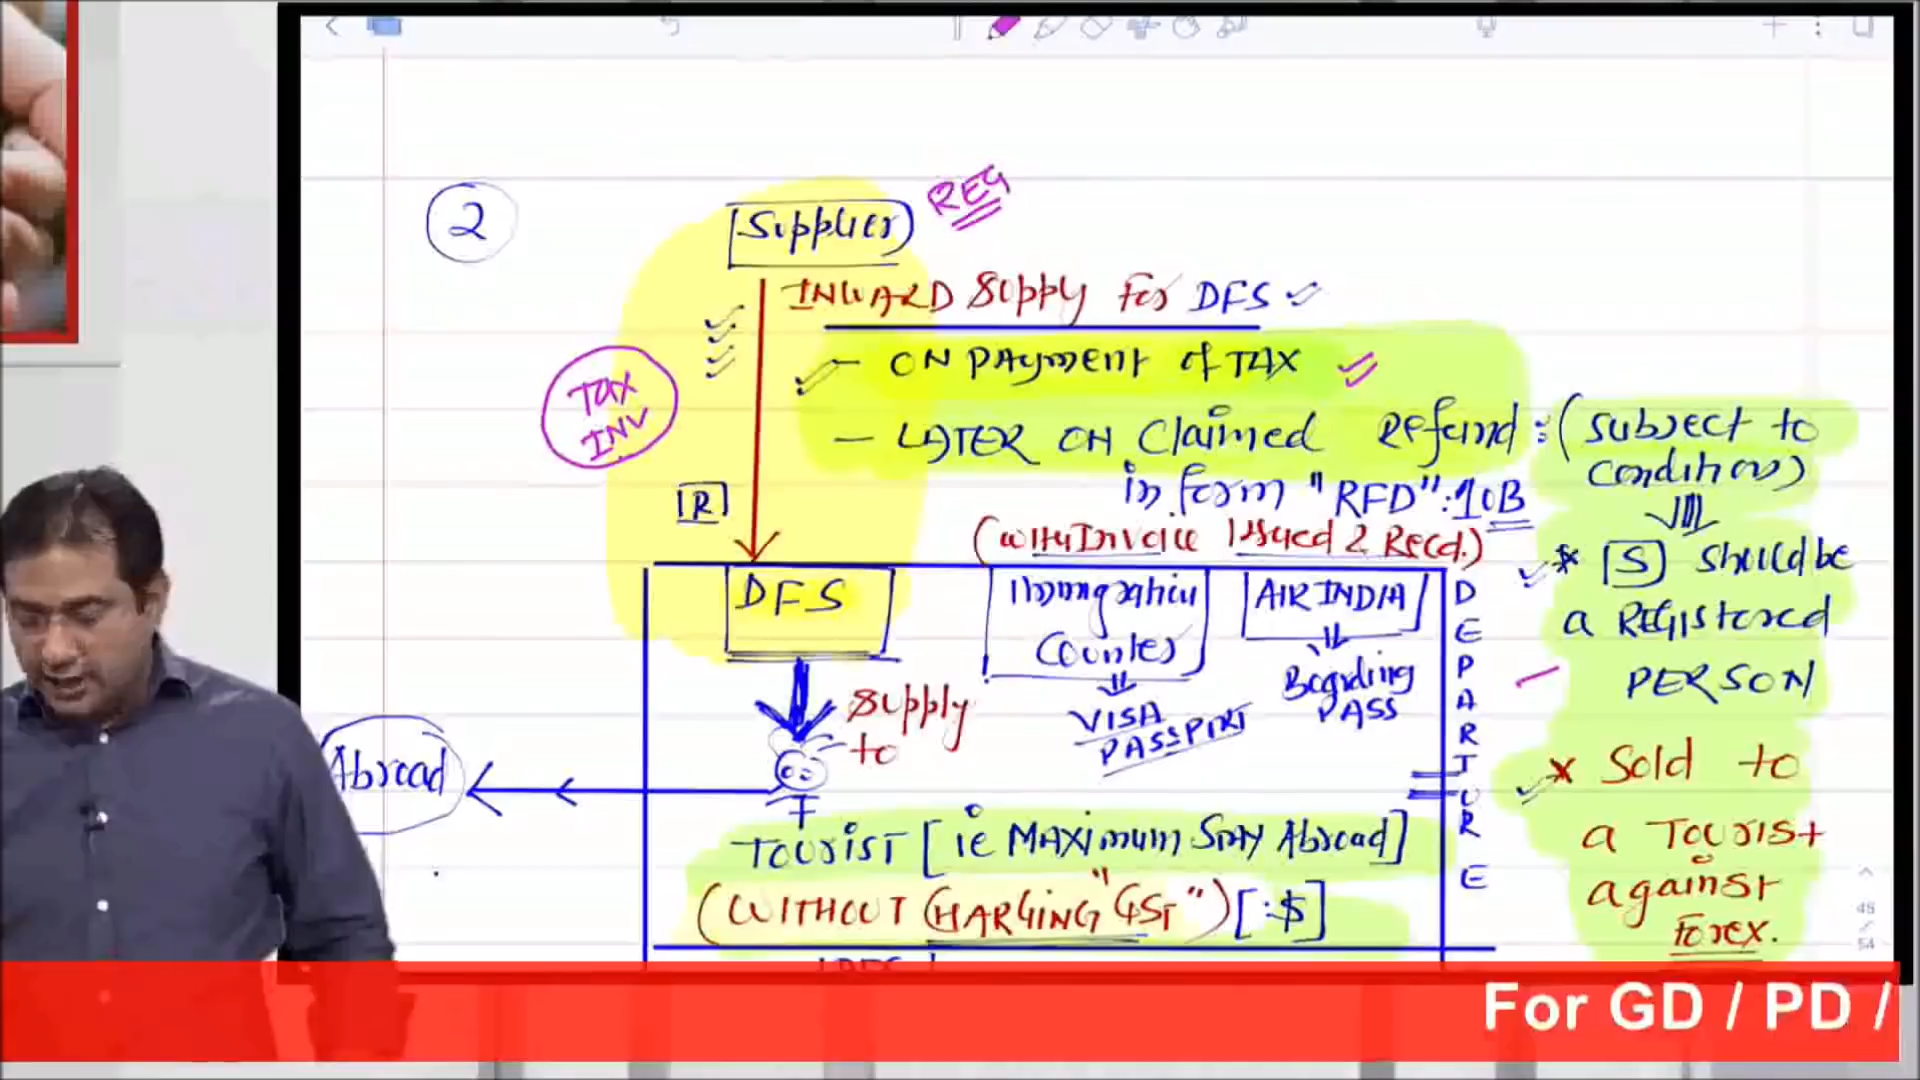 2
Supplier
REG
INWARD Supply For DFS
TAX
INV
- ON PAyment of TAX
- LATER ON Claimed Refund : (Subject to
conditions)
in form "RFD":10B
(with Invoice Issued & Recd.)
[R]
DFS
Immigration
Counter
VISA
PASSPORT
AIR INDIA
Boarding
PASS
DEPARTURE
* [S] should be
a REGIStered
PERSON
Supply
to
Abroad
* Sold to
a Tourist
against
Forex.
TOURIST [ie MAXimum Stay Abroad]
(WITHOUT CHARGING "GST") [:$]
48
/
54
For GD / PD /